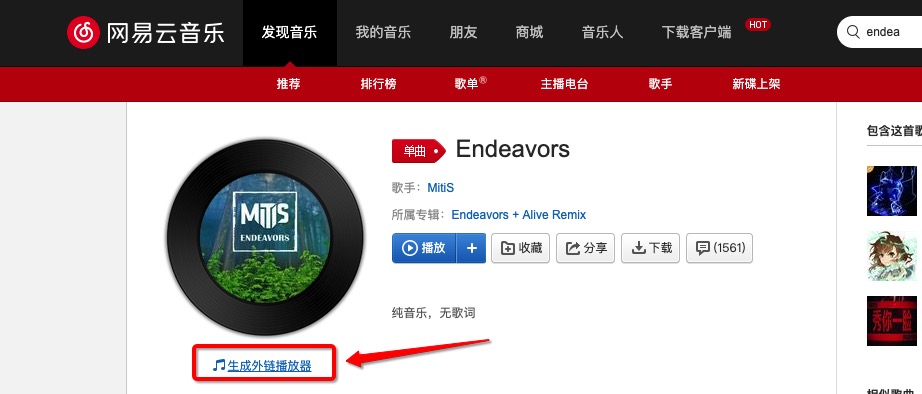 网易云音乐 发现音乐 我的音乐 朋友 商城 音乐人 下载客户端 HOT endea
推荐 排行榜 歌单® 主播电台 歌手 新碟上架
包含这首歌
单曲 Endeavors
歌手：MitiS
所属专辑：Endeavors + Alive Remix
MitiS
ENDEAVORS
播放 + 收藏 分享 下载 (1561)
纯音乐，无歌词
秀你一脸
生成外链播放器
相似歌曲